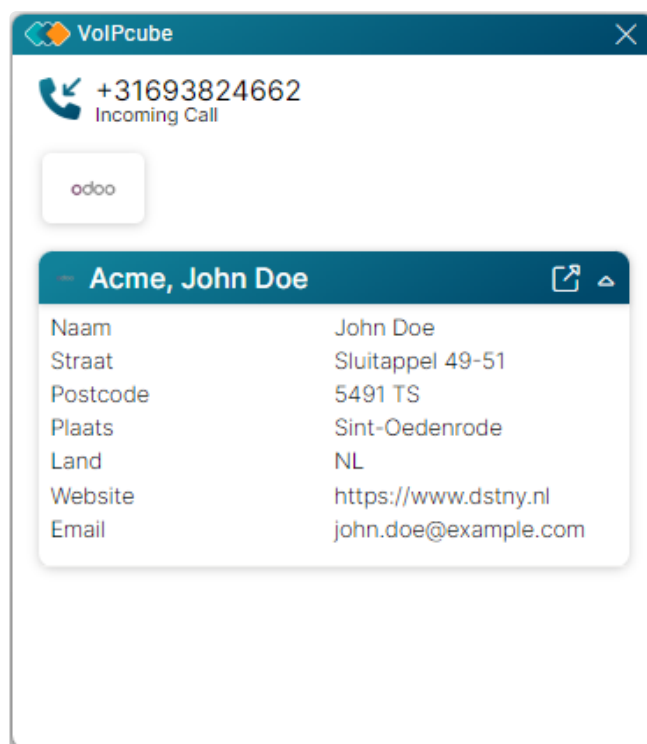 VoIPcube
+31693824662
Incoming Call
odoo
Acme, John Doe
Naam John Doe
Straat Sluitappel 49-51
Postcode 5491 TS
Plaats Sint-Oedenrode
Land NL
Website https://www.dstny.nl
Email john.doe@example.com